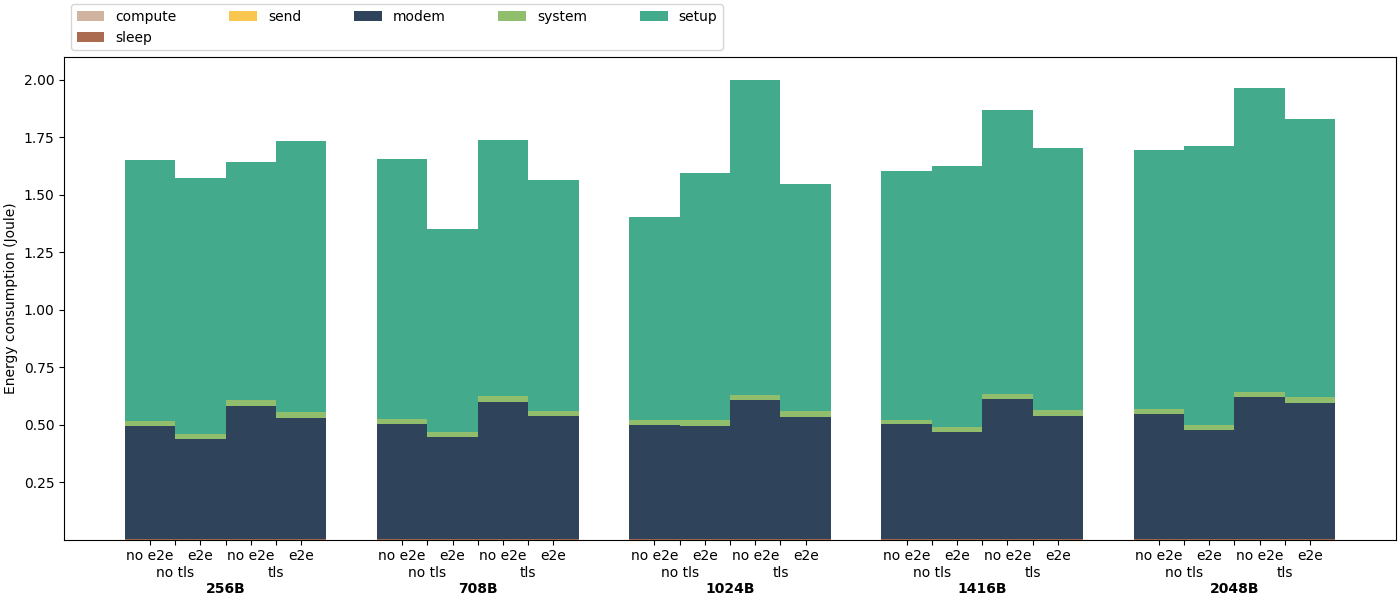 compute send modem system setup
sleep
Energy consumption (Joule)
2.00
1.75
1.50
1.25
1.00
0.75
0.50
0.25
no e2e e2e no e2e e2e no e2e e2e no e2e e2e no e2e e2e no e2e e2e no e2e e2e no e2e e2e no e2e e2e no e2e e2e
no tls tls no tls tls no tls tls no tls tls no tls tls
256B 708B 1024B 1416B 2048B